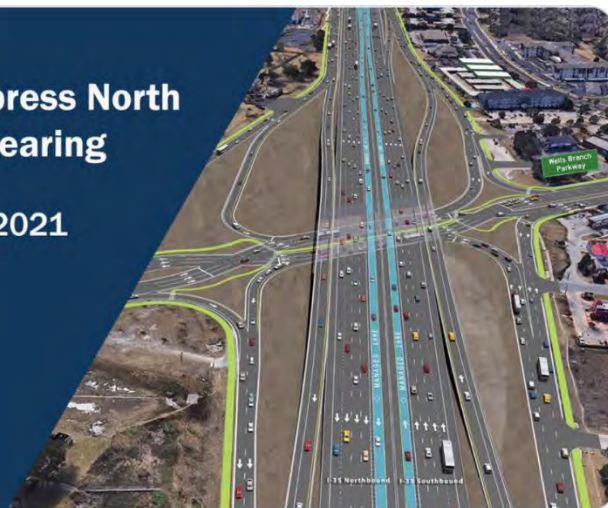 press North
earing
2021
Wells Branch
Parkway
MANAGED LANE
MANAGED LANE
I-35 Northbound
I-35 Southbound